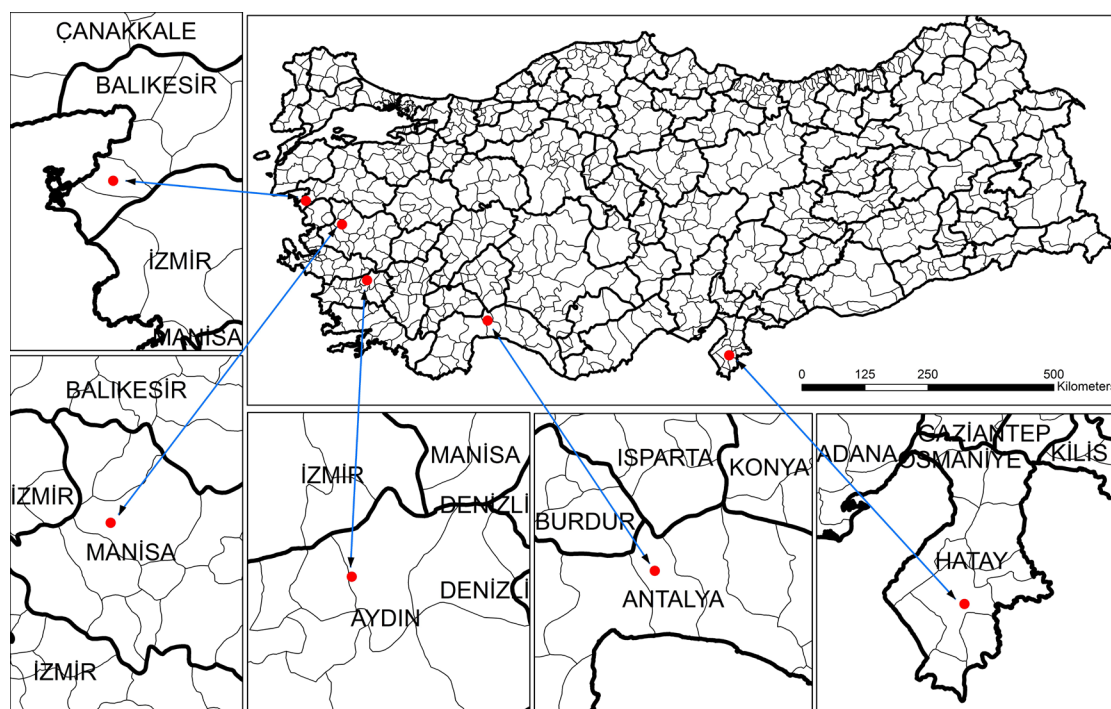 ÇANAKKALE
BALIKESİR
İZMİR
MANİSA
0 125 250 500
Kilometers
BALIKESİR
İZMİR
MANİSA
İZMİR
İZMİR
MANİSA
DENİZLİ
DENİZLİ
AYDIN
ISPARTA
KONYA
BURDUR
ANTALYA
GAZİANTEP
ADANA
OSMANİYE
KİLİS
HATAY